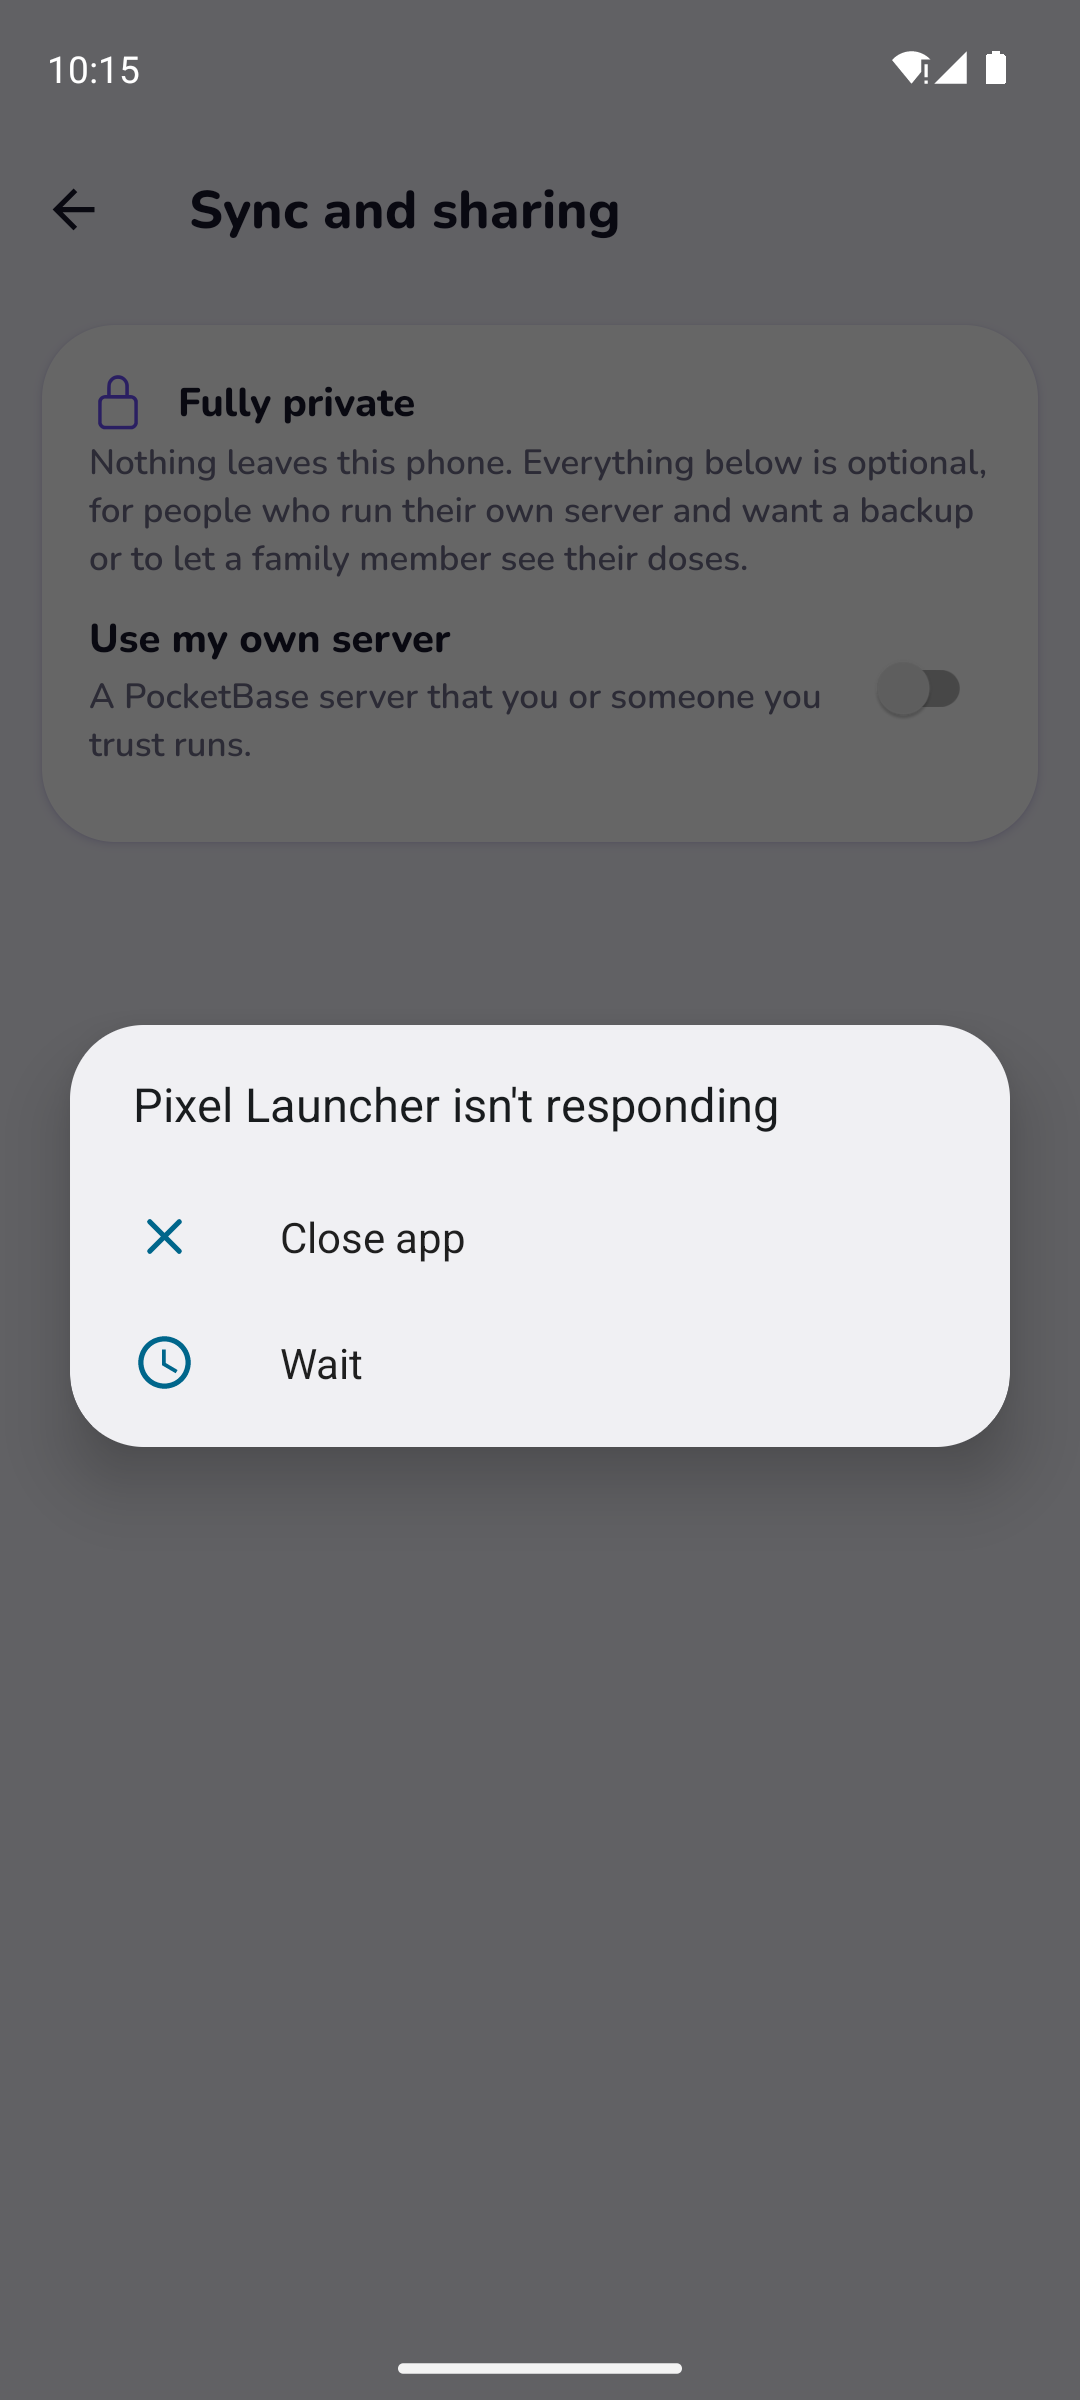 10:15
Sync and sharing
Fully private
Nothing leaves this phone. Everything below is optional,
for people who run their own server and want a backup
or to let a family member see their doses.
Use my own server
A PocketBase server that you or someone you
trust runs.
Pixel Launcher isn't responding
Close app
Wait